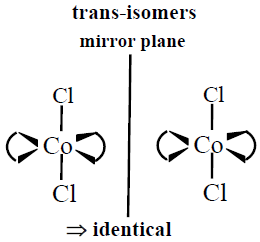 trans-isomers
mirror plane
Cl Cl
Co Co
Cl Cl
⇒ identical